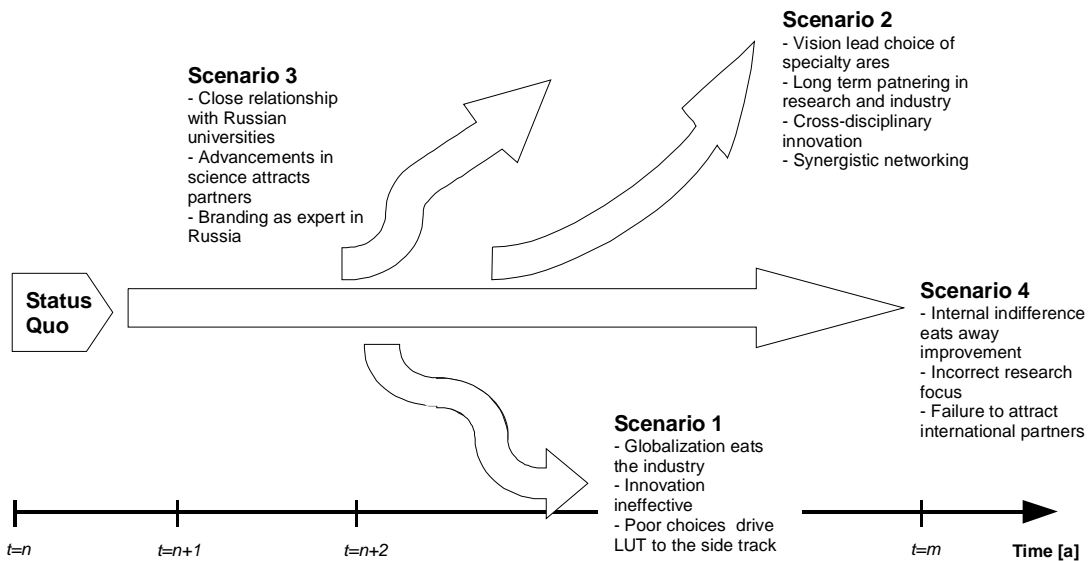 Scenario 2
- Vision lead choice of
specialty ares
- Long term patnering in
research and industry
- Cross-disciplinary
innovation
- Synergistic networking
Scenario 3
- Close relationship
with Russian
universities
- Advancements in
science attracts
partners
- Branding as expert in
Russia
Status
Quo
Scenario 4
- Internal indifference
eats away
improvement
- Incorrect research
focus
- Failure to attract
international partners
Scenario 1
- Globalization eats
the industry
- Innovation
ineffective
- Poor choices drive
LUT to the side track
t=n
t=n+1
t=n+2
t=m
Time [a]